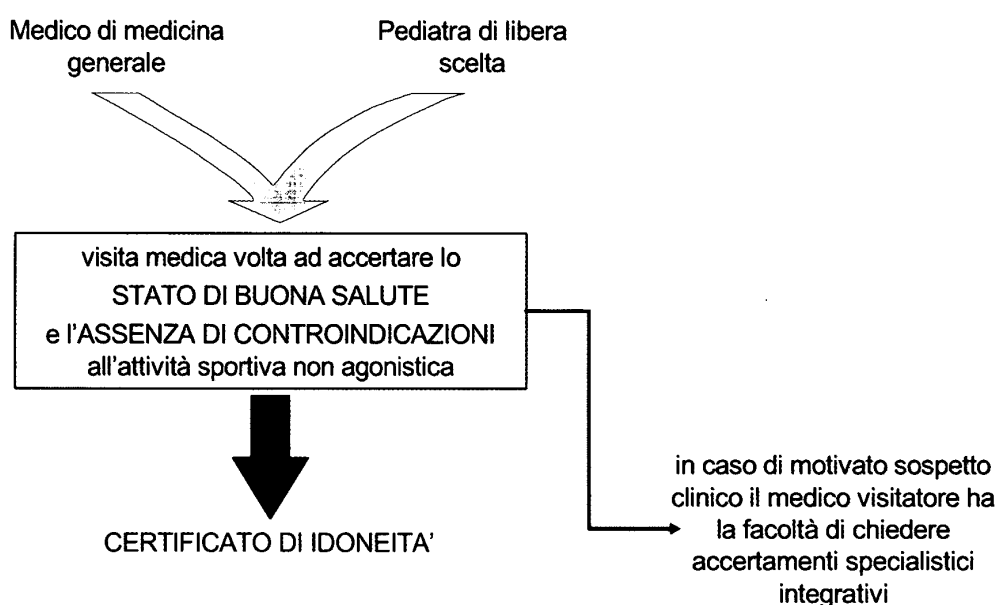 Medico di medicina
generale
Pediatra di libera
scelta
visita medica volta ad accertare lo
STATO DI BUONA SALUTE
e l'ASSENZA DI CONTROINDICAZIONI
all'attività sportiva non agonistica
CERTIFICATO DI IDONEITA'
in caso di motivato sospetto
clinico il medico visitatore ha
la facoltà di chiedere
accertamenti specialistici
integrativi